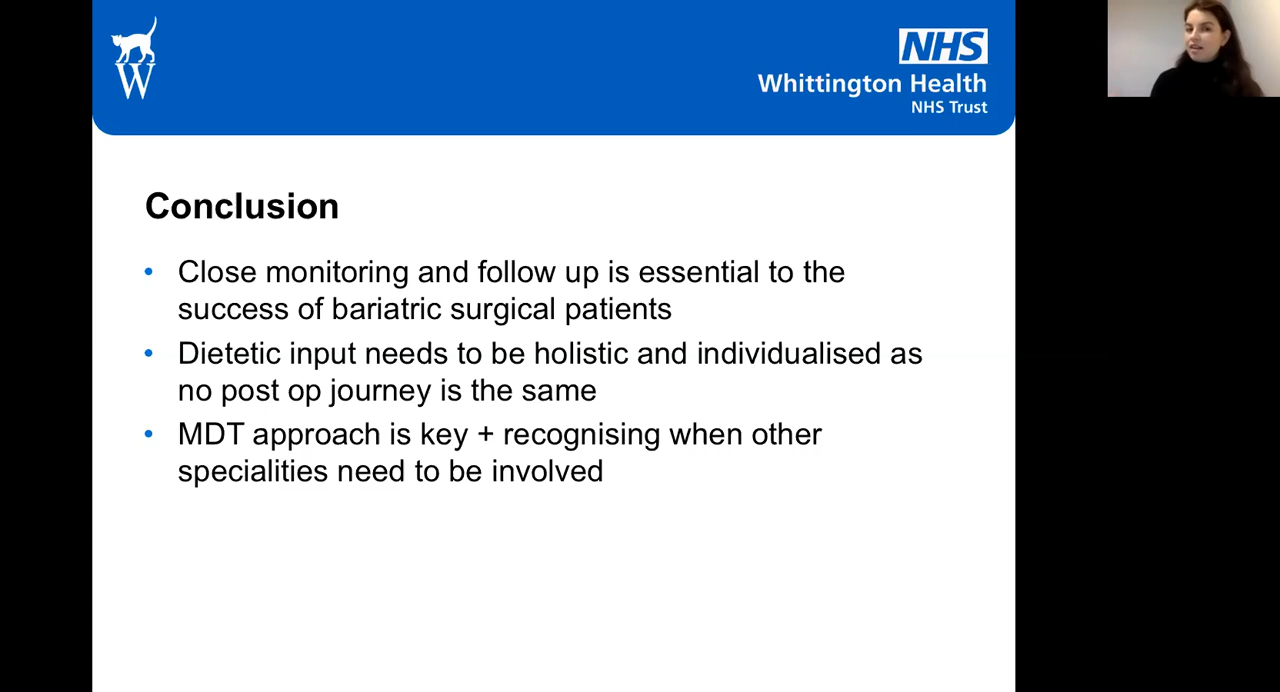 W
NHS
Whittington Health
NHS Trust
Conclusion
• Close monitoring and follow up is essential to the
success of bariatric surgical patients
• Dietetic input needs to be holistic and individualised as
no post op journey is the same
• MDT approach is key + recognising when other
specialities need to be involved